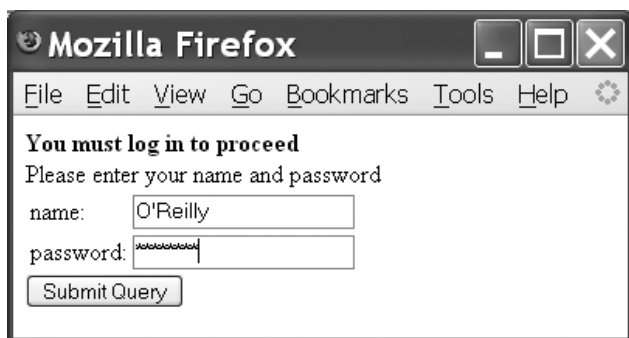 Mozilla Firefox
File Edit View Go Bookmarks Tools Help
You must log in to proceed
Please enter your name and password
name: O'Reilly
password: *********
Submit Query